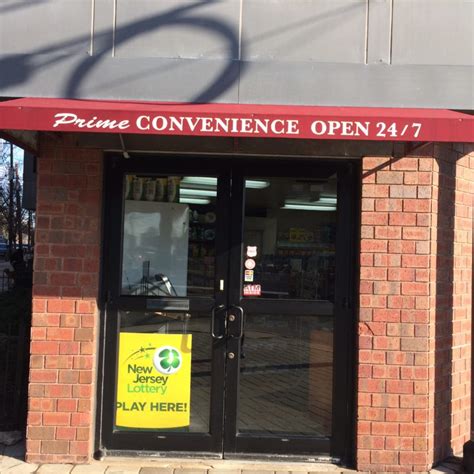 Prime CONVENIENCE OPEN 24/7
New
Jersey
Lottery
PLAY HERE!